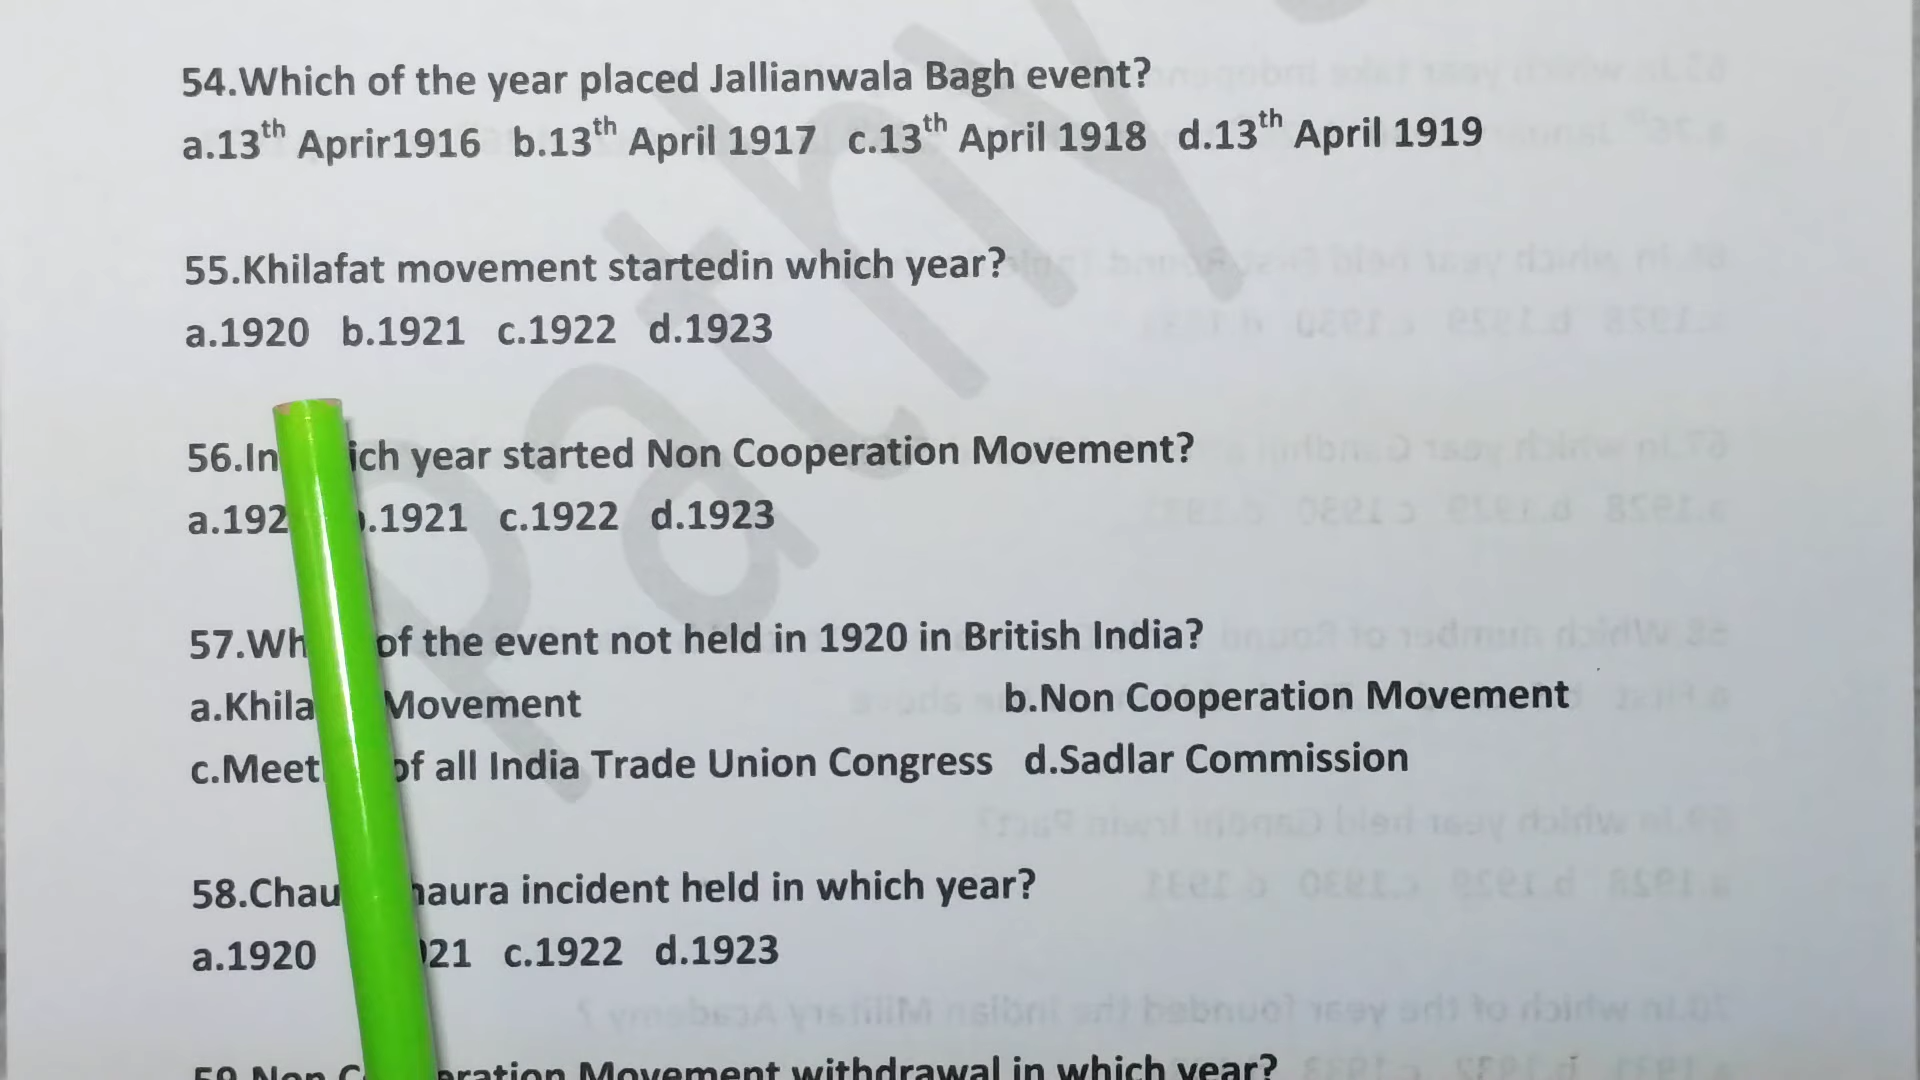 54.Which of the year placed Jallianwala Bagh event?
a.13th Aprir1916 b.13th April 1917 c.13th April 1918 d.13th April 1919
55.Khilafat movement startedin which year?
a.1920 b.1921 c.1922 d.1923
56.In ich year started Non Cooperation Movement?
a.192 .1921 c.1922 d.1923
57.Wh of the event not held in 1920 in British India?
a.Khila Movement b.Non Cooperation Movement
c.Meet of all India Trade Union Congress d.Sadlar Commission
58.Chau haura incident held in which year?
a.1920 21 c.1922 d.1923
59.Non C eration Movement withdrawal in which year?
Pathy